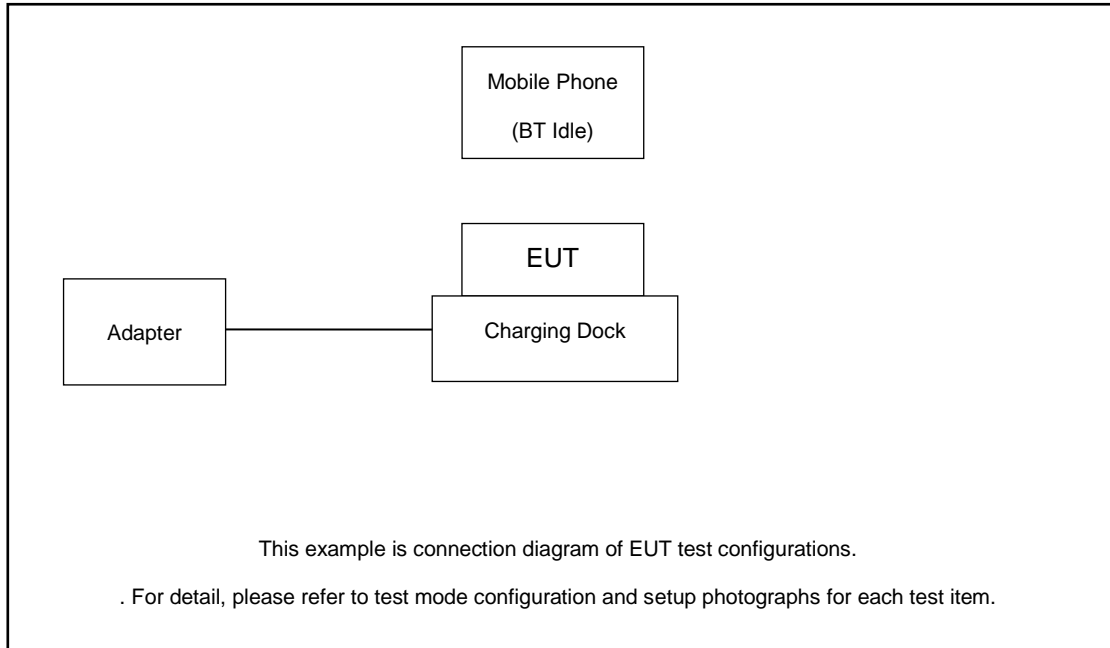 Mobile Phone
(BT Idle)
EUT
Adapter
Charging Dock
This example is connection diagram of EUT test configurations.
. For detail, please refer to test mode configuration and setup photographs for each test item.